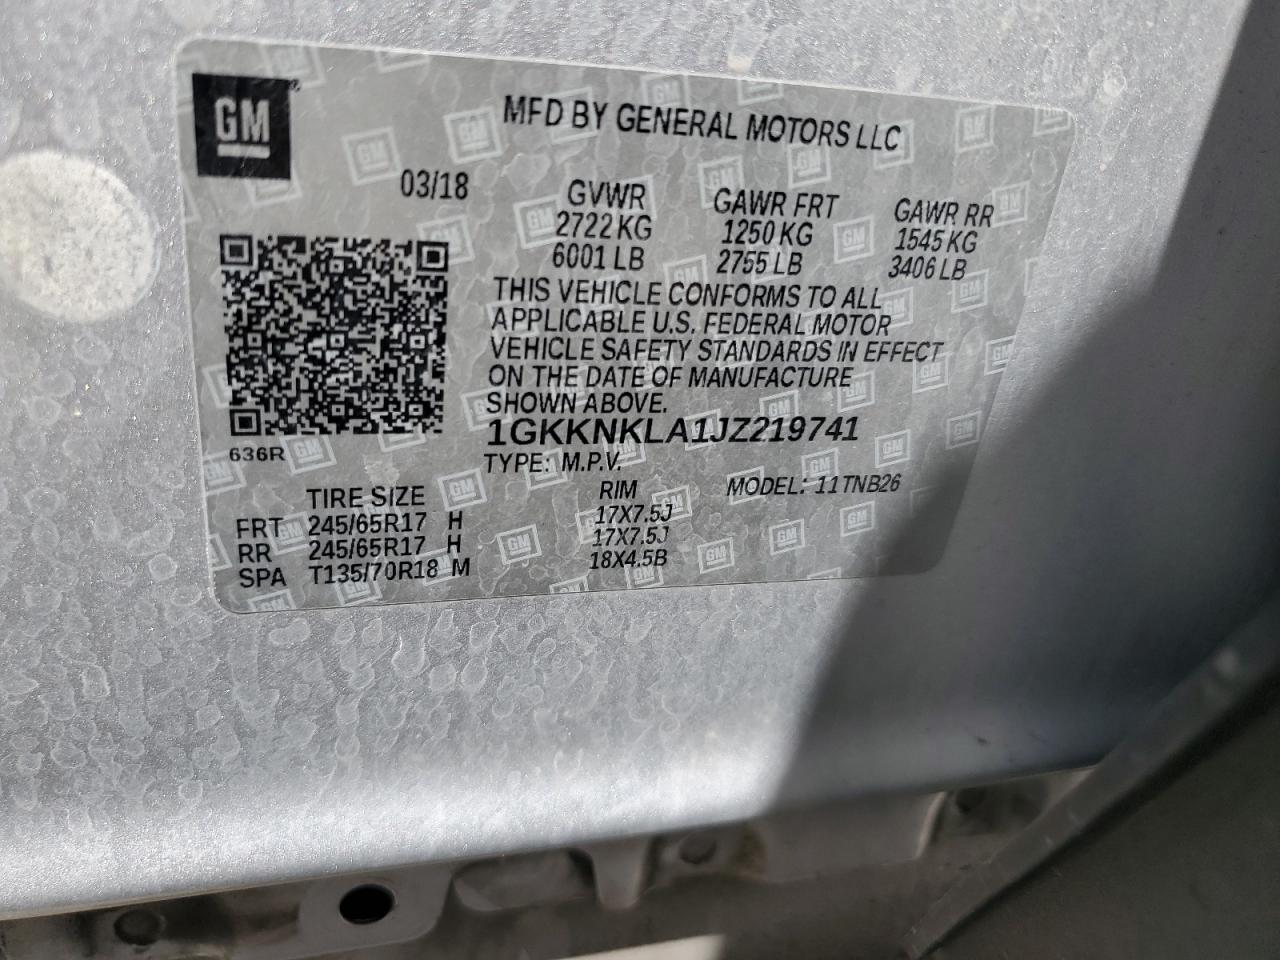 GM
MFD BY GENERAL MOTORS LLC
03/18
GVWR GAWR FRT GAWR RR
2722 KG 1250 KG 1545 KG
6001 LB 2755 LB 3406 LB
THIS VEHICLE CONFORMS TO ALL
APPLICABLE U.S. FEDERAL MOTOR
VEHICLE SAFETY STANDARDS IN EFFECT
ON THE DATE OF MANUFACTURE
SHOWN ABOVE.
1GKKNKLA1JZ219741
636R
TYPE: M.P.V.
MODEL: 11TNB26
TIRE SIZE RIM
FRT 245/65R17 H 17X7.5J
RR 245/65R17 H 17X7.5J
SPA T135/70R18 M 18X4.5B